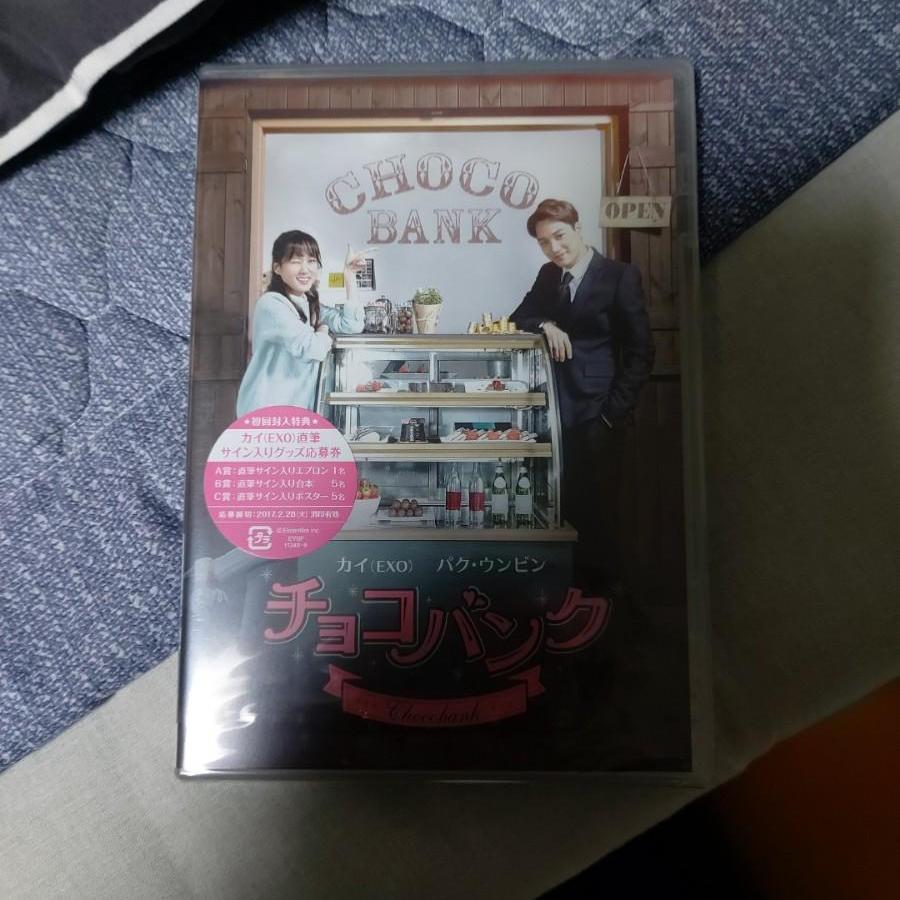 CHOCO
BANK
OPEN
★初回封入特典★
カイ(EXO)直筆
サイン入りグッズ応募券
A賞:直筆サイン入りエプロン 1名
B賞:直筆サイン入り台本 5名
C賞:直筆サイン入りポスター 5名
応募締切:2017.2.28(火) 消印有効
プラ
カイ(EXO) パク・ウンビン
チョコバンク
Chocobank